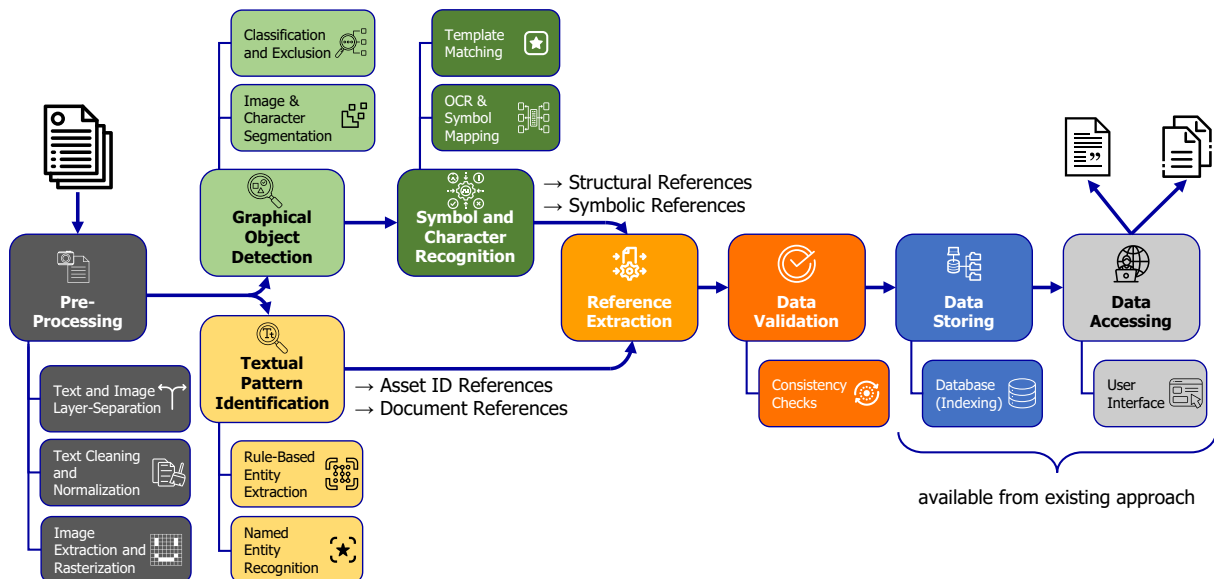 Classification
and Exclusion
Image &
Character
Segmentation
Graphical
Object
Detection
Template
Matching
OCR &
Symbol
Mapping
Symbol and
Character
Recognition
→ Structural References
→ Symbolic References
Pre-
Processing
Text and Image
Layer-Separation
Text Cleaning
and
Normalization
Image
Extraction and
Rasterization
Textual
Pattern
Identification
→ Asset ID References
→ Document References
Rule-Based
Entity
Extraction
Named
Entity
Recognition
Reference
Extraction
Data
Validation
Consistency
Checks
Data
Storing
Database
(Indexing)
Data
Accessing
User
Interface
available from existing approach